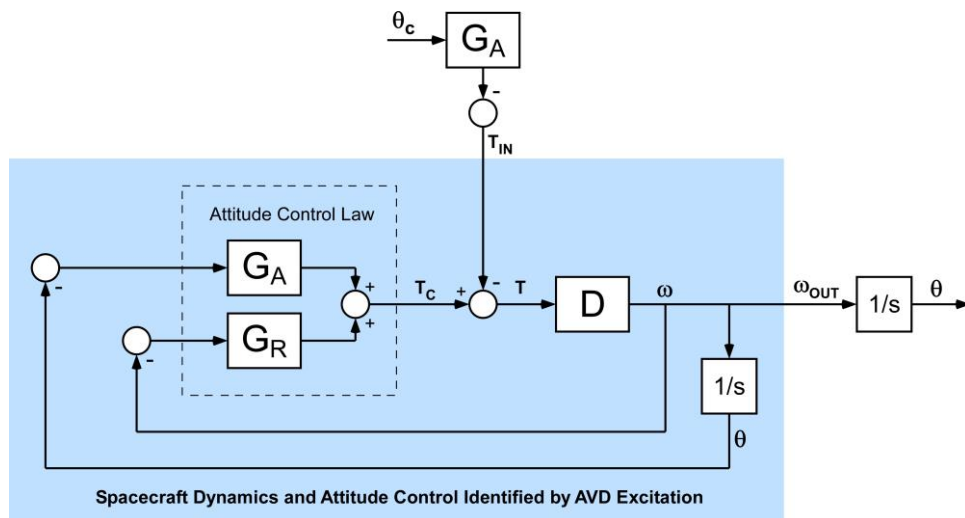 θc
GA
-
TIN
Attitude Control Law
GA
+
TC
+
-
T
D
ω
ωOUT
1/s
θ
-
GR
+
-
1/s
θ
Spacecraft Dynamics and Attitude Control Identified by AVD Excitation